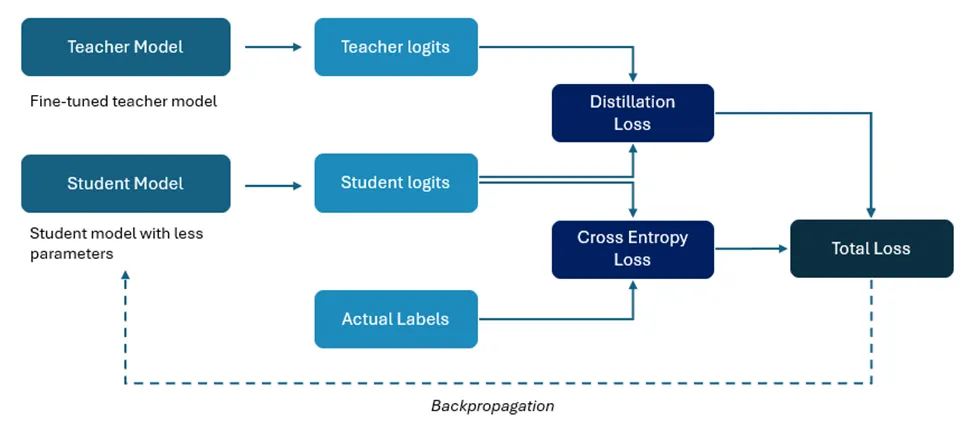 Teacher Model
Teacher logits
Fine-tuned teacher model
Distillation
Loss
Student Model
Student logits
Student model with less
parameters
Cross Entropy
Loss
Total Loss
Actual Labels
Backpropagation